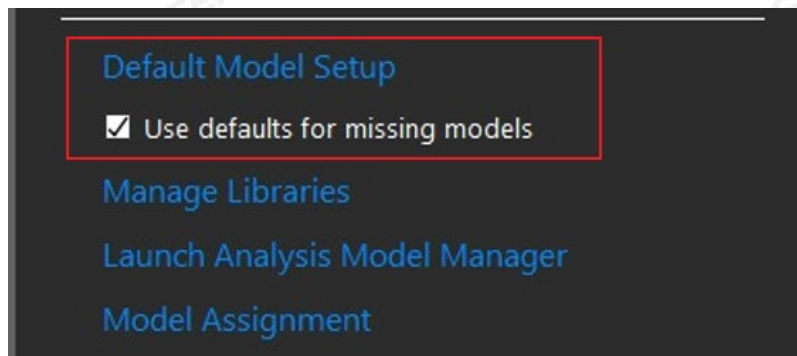 Default Model Setup
Use defaults for missing models
Manage Libraries
Launch Analysis Model Manager
Model Assignment